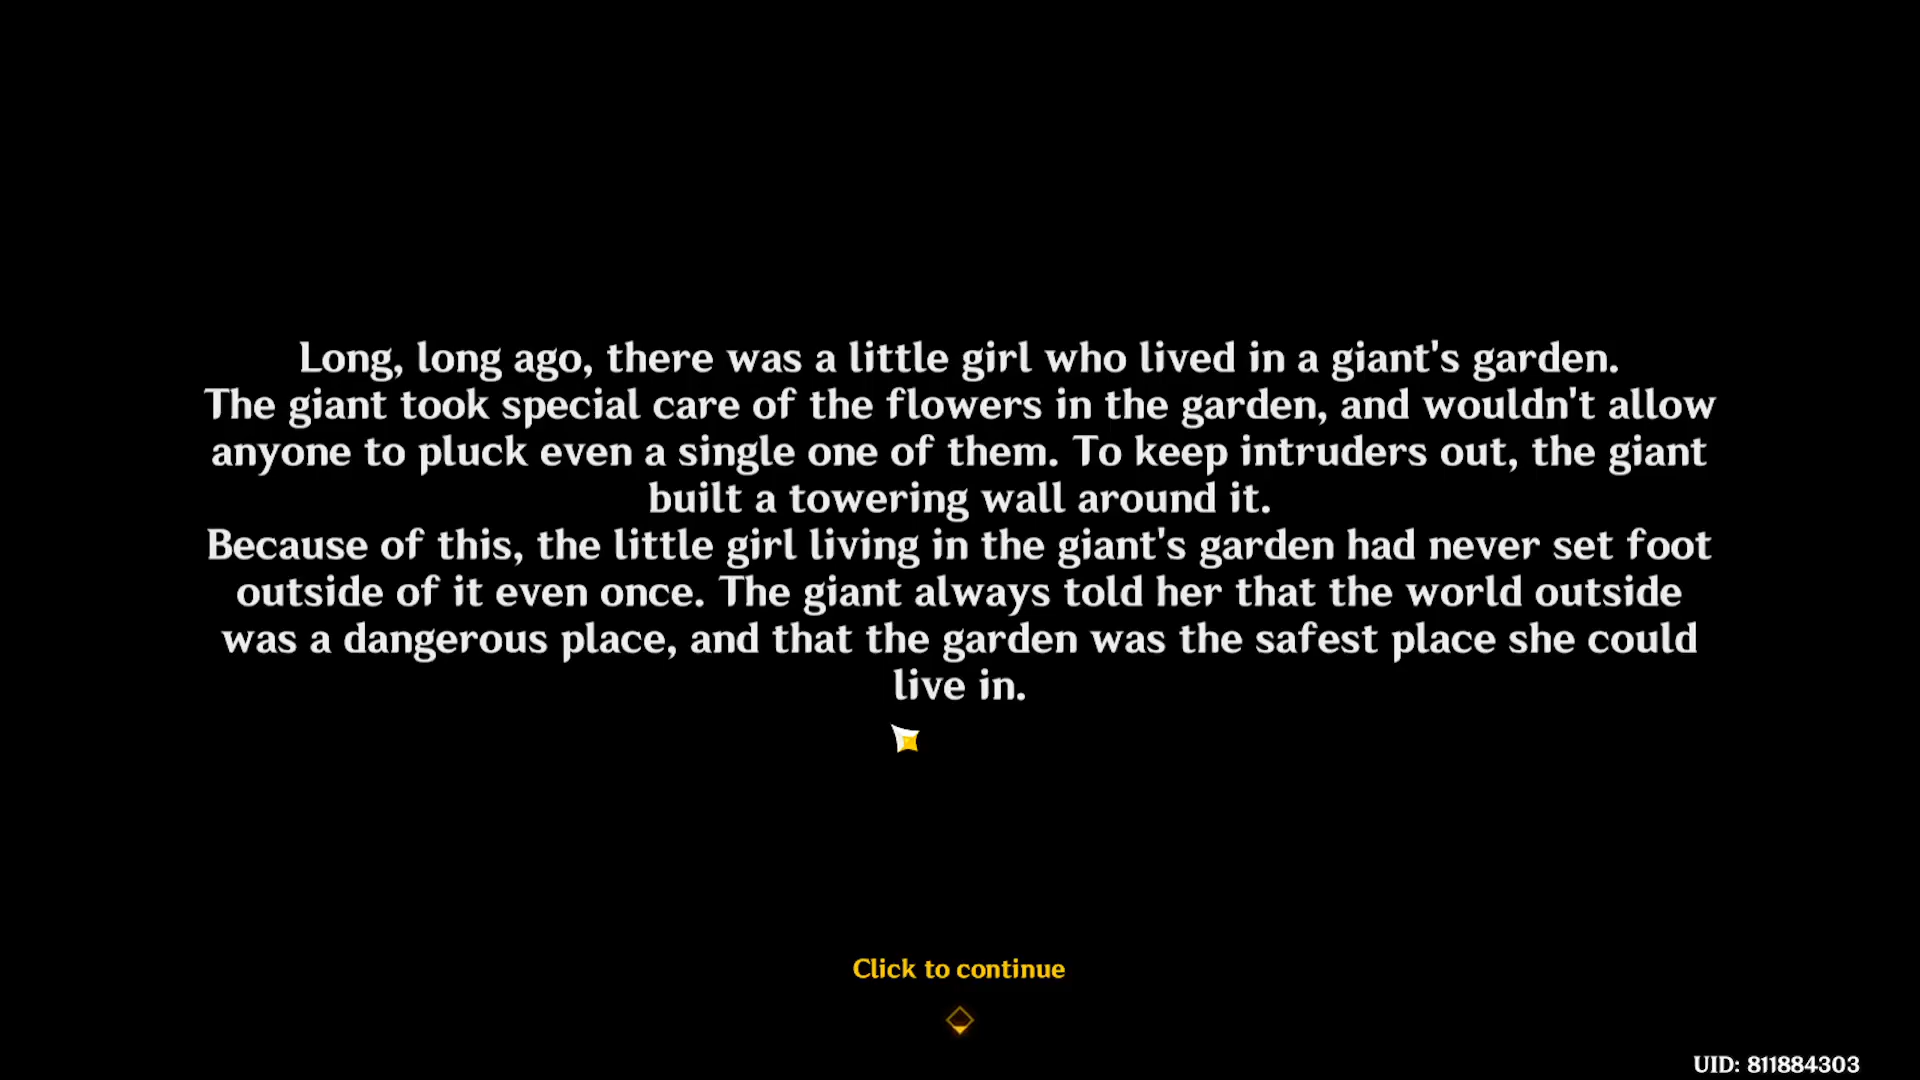 Long, long ago, there was a little girl who lived in a giant's garden.
The giant took special care of the flowers in the garden, and wouldn't allow
anyone to pluck even a single one of them. To keep intruders out, the giant
built a towering wall around it.
Because of this, the little girl living in the giant's garden had never set foot
outside of it even once. The giant always told her that the world outside
was a dangerous place, and that the garden was the safest place she could
live in.
Click to continue
UID: 811884303